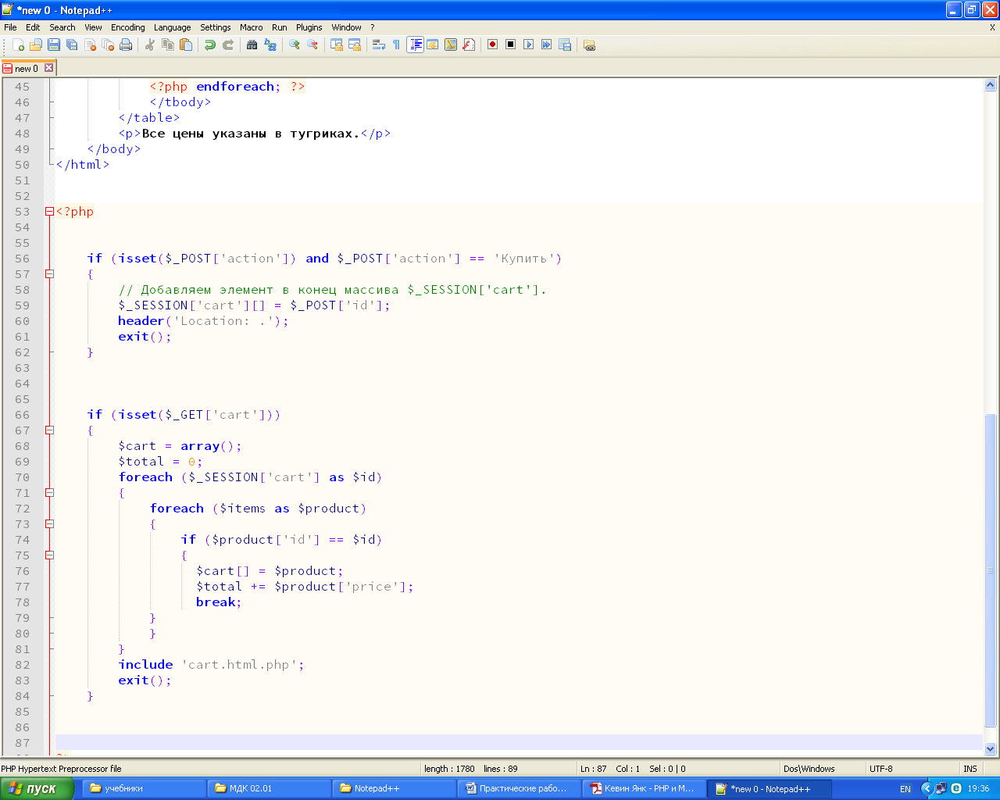 *new 0 - Notepad++
File Edit Search View Encoding Language Settings Macro Run Plugins Window ? X
new 0
45 <?php endforeach; ?>
46 </tbody>
47 </table>
48 <p>Все цены указаны в тугриках.</p>
49 </body>
50 </html>
51
52
53 <?php
54
55
56 if (isset($_POST['action']) and $_POST['action'] == 'Купить')
57 {
58 // Добавляем элемент в конец массива $_SESSION['cart'].
59 $_SESSION['cart'][] = $_POST['id'];
60 header('Location: .');
61 exit();
62 }
63
64
65
66 if (isset($_GET['cart']))
67 {
68 $cart = array();
69 $total = 0;
70 foreach ($_SESSION['cart'] as $id)
71 {
72 foreach ($items as $product)
73 {
74 if ($product['id'] == $id)
75 {
76 $cart[] = $product;
77 $total += $product['price'];
78 break;
79 }
80 }
81 }
82 include 'cart.html.php';
83 exit();
84 }
85
86
87
PHP Hypertext Preprocessor file length : 1780 lines : 89 Ln : 87 Col : 1 Sel : 0 | 0 Dos\Windows UTF-8 INS
пуск учебники МДК 02.01 Notepad++ Практические рабо... Кевин Янк - PHP и M... *new 0 - Notepad++ EN 19:36